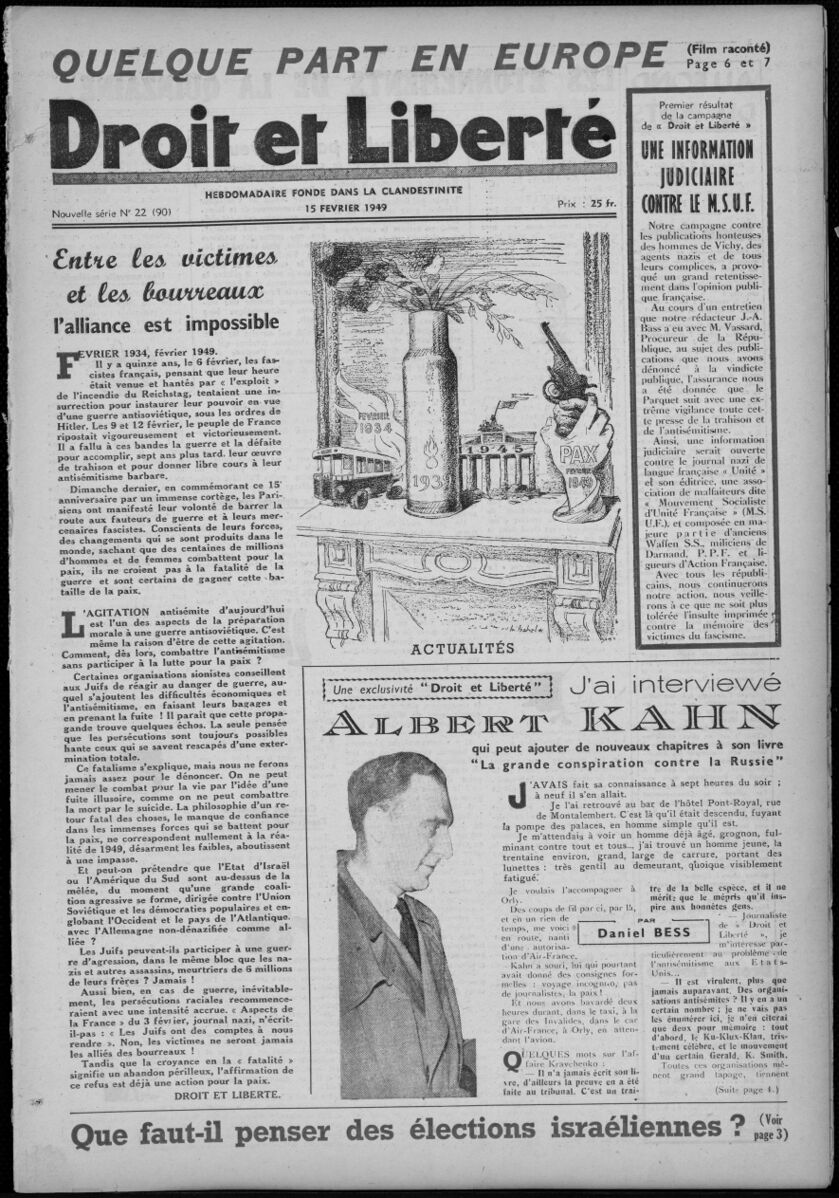 QUELQUE PART EN EUROPE
(Film raconté)
Page 6 et 7
Droit et Liberté
HEBDOMADAIRE FONDE DANS LA CLANDESTINITE
Nouvelle série N° 22 (90)
15 FEVRIER 1949
Prix : 25 fr.
Entre les victimes
et les bourreaux
l'alliance est impossible
FEVRIER 1934, février 1949.
Il y a quinze ans, le 6 février, les fas-
cistes français, pensant que leur heure
était venue et hantés par « l'exploit »
de l'incendie du Reichstag, tentaient une in-
surrection pour instaurer leur pouvoir en vue
d'une guerre antisoviétique, sous les ordres de
Hitler. Les 9 et 12 février, le peuple de France
ripostait vigoureusement et victorieusement.
Il a fallu à ces bandes la guerre et la défaite
pour accomplir, sept ans plus tard, leur œuvre
de trahison et pour donner libre cours à leur
antisémitisme barbare.
Dimanche dernier, en commémorant ce 15e
anniversaire par un immense cortège, les Pari-
siens ont manifesté leur volonté de barrer la
route aux fauteurs de guerre et à leurs mer-
cenaires fascistes. Conscients de leurs forces,
des changements qui se sont produits dans le
monde, sachant que des centaines de millions
d'hommes et de femmes combattent pour la
paix, ils ne croient pas à la fatalité de la
guerre et sont certains de gagner cette ba-
taille de la paix.
L'AGITATION antisémite d'aujourd'hui
est l'un des aspects de la préparation
morale à une guerre antisoviétique. C'est
même la raison d'être de cette agitation.
Comment, dès lors, combattre l'antisémitisme
sans participer à la lutte pour la paix ?
Certaines organisations sionistes conseillent
aux Juifs de réagir au danger de guerre, au-
quel s'ajoutent les difficultés économiques et
l'antisémitisme, en faisant leurs bagages et
en prenant la fuite ! Il parait que cette propa-
gande trouve quelques échos. La seule pensée
que les persécutions sont toujours possibles
hante ceux qui se savent rescapés d'une exter-
mination totale.
Ce fatalisme s'explique, mais nous ne ferons
jamais assez pour le dénoncer. On ne peut
mener le combat pour la vie par l'idée d'une
fuite illusoire, comme on ne peut combattre
la mort par le suicide. La philosophie d'un re-
tour fatal des choses, le manque de confiance
dans les immenses forces qui se battent pour
la paix, ne correspondent nullement à la réa-
lité de 1949, désarment les faibles, aboutissent
à une impasse.
Et peut-on prétendre que l'Etat d'Israël
ou l'Amérique du Sud sont au-dessus de la
mêlée, du moment qu'une grande coali-
tion agressive se forme, dirigée contre l'Union
Soviétique et les démocraties populaires et en-
globant l'Occident et le pays de l'Atlantique,
avec l'Allemagne non-dénazifiée comme al-
liée ?
Les Juifs peuvent-ils participer à une guer-
re d'agression, dans le même bloc que les na-
zis et autres assassins, meurtriers de 6 millions
de leurs frères ? Jamais !
Aussi bien, en cas de guerre, inévitable-
ment, les persécutions raciales recommence-
raient avec une intensité accrue. « Aspects de
la France » du 3 février, journal nazi, n'écrit-
il-pas : « Les Juifs ont des comptes à nous
rendre ». Non, les victimes ne seront jamais
les alliés des bourreaux !
Tandis que la croyance en la « fatalité »
signifie un abandon périlleux, l'affirmation de
ce refus est déjà une action pour la paix.
DROIT ET LIBERTE.
FEVRIER
1934
1939
1945
PAX
FEVRIER
1949
ACTUALITÉS
Premier résultat
de la campagne
de « Droit et Liberté »
UNE INFORMATION
JUDICIAIRE
CONTRE LE M.S.U.F.
Notre campagne contre
les publications honteuses
des hommes de Vichy, des
agents nazis et de tous
leurs complices, a provo-
qué un grand retentisse-
ment dans l'opinion publi-
que française.
Au cours d'un entretien
que notre rédacteur J.-A.
Bass a eu avec M. Vassard,
Procureur de la Répu-
blique, au sujet des publi-
cations que nous avons
dénoncé à la vindicte
publique, l'assurance nous
a été donnée que le
Parquet suit avec une ex-
trême vigilance toute cet-
te presse de la trahison et
de l'antisémitisme.
Ainsi, une information
judiciaire serait ouverte
contre le journal nazi de
langue française « Unité »
et son éditrice, une asso-
ciation de malfaiteurs dite
« Mouvement Socialiste
d'Unité Française » (M.S.
U.F.), et composée en ma-
jeure partie d'anciens
Waffen S.S., miliciens de
Darnand, P.P.F. et li-
gueurs d'Action Française.
Avec tous les républi-
cains, nous continuerons
notre action, nous veille-
rons à ce que ne soit plus
tolérée l'insulte imprimée
contre la mémoire des
victimes du fascisme.
Une exclusivité "Droit et Liberté"
J'ai interviewé
ALBERT KAHN
qui peut ajouter de nouveaux chapitres à son livre
"La grande conspiration contre la Russie"
J'AVAIS fait sa connaissance à sept heures du soir ;
à neuf il s'en allait.
Je l'ai retrouvé au bar de l'hôtel Pont-Royal, rue
de Montalembert. C'est là qu'il était descendu, fuyant
la pompe des palaces, en homme simple qu'il est.
Je m'attendais à voir un homme déjà âgé, grognon, ful-
minant contre tout et tous... j'ai trouvé un homme jeune, la
trentaine environ, grand, large de carrure, portant des
lunettes : très gentil au demeurant, quoique visiblement
fatigué.
Je voulais l'accompagner à
Orly.
Des coups de fil par ci, par là,
et en un rien de
temps, me voici
en route, nanti
d'une autorisa-
tion d'Air-France.
Kahn a souri, lui qui pourtant
avait donné des consignes for-
melles : voyage incognito, pas
de journalistes, la paix !
Et nous avons bavardé deux
heures durant, dans le taxi, à la
gare des Invalides, dans le car
d'Air-France, à Orly, en atten-
dant l'avion.
QUELQUES mots sur l'af-
faire Kravchenko :
— Il n'a jamais écrit son li-
vre, d'ailleurs la preuve en a été
faite au tribunal. C'est un traî-
tre de la belle espèce, et il ne
mérite que le mépris qu'il ins-
pire aux honnêtes gens.
PAR
Daniel BESS
— Journaliste
de « Droit et
Liberté », je
m'intéresse par-
ticulièrement au problème de
l'antisémitisme aux Etats-
Unis...
— Il est virulent, plus que
jamais auparavant. Des organi-
sations antisémites ? Il y en a un
certain nombre ; je ne vais pas
les énumérer ici, je n'en citerai
que deux pour mémoire : tout
d'abord, le Ku-Klux-Klan, tris-
tement célèbre, et le mouvement
d'un certain Gerald, K. Smith.
Toutes ces organisations mè-
nent grand tapage, tiennent
(Suite page 4.)
Que faut-il penser des élections israéliennes ? (Voir
page 3)